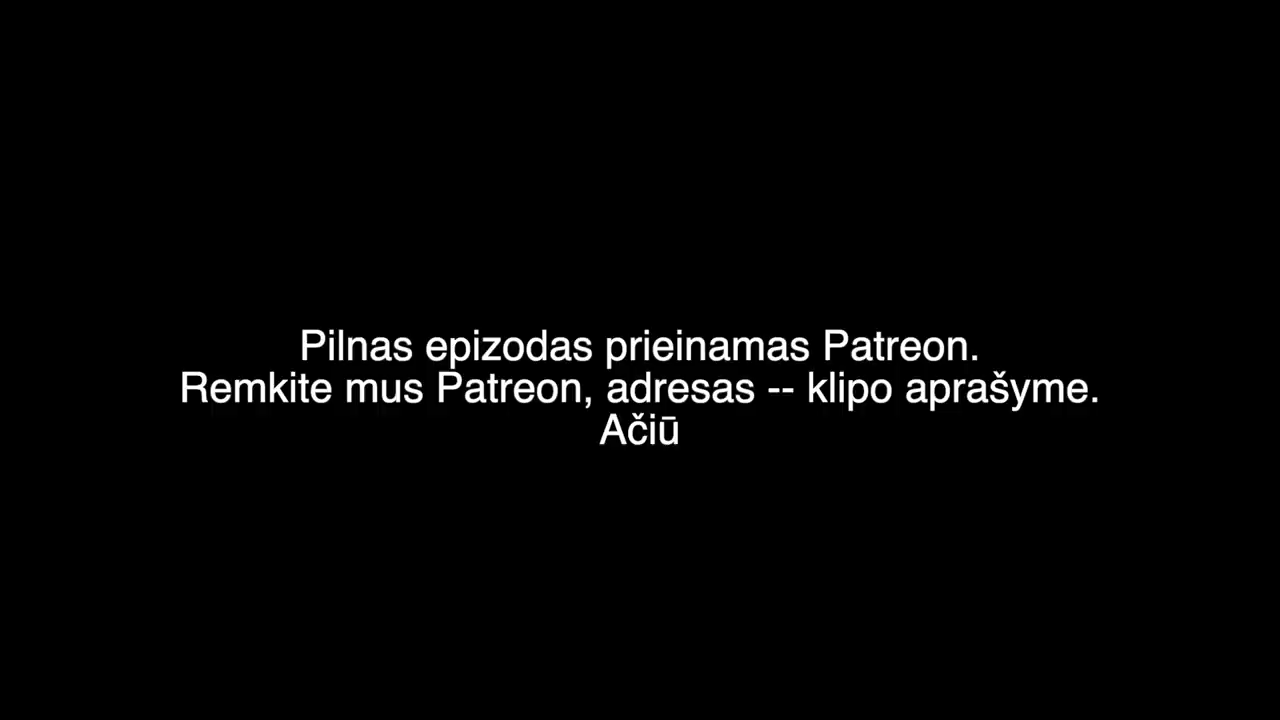 Pilnas epizodas prieinamas Patreon.
Remkite mus Patreon, adresas -- klipo aprašyme.
Ačiū